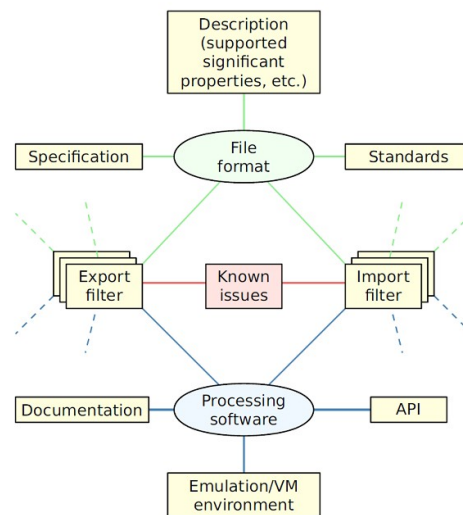 Description
(supported
significant
properties, etc.)
Specification
File
format
Standards
Export
filter
Known
issues
Import
filter
Documentation
Processing
software
API
Emulation/VM
environment